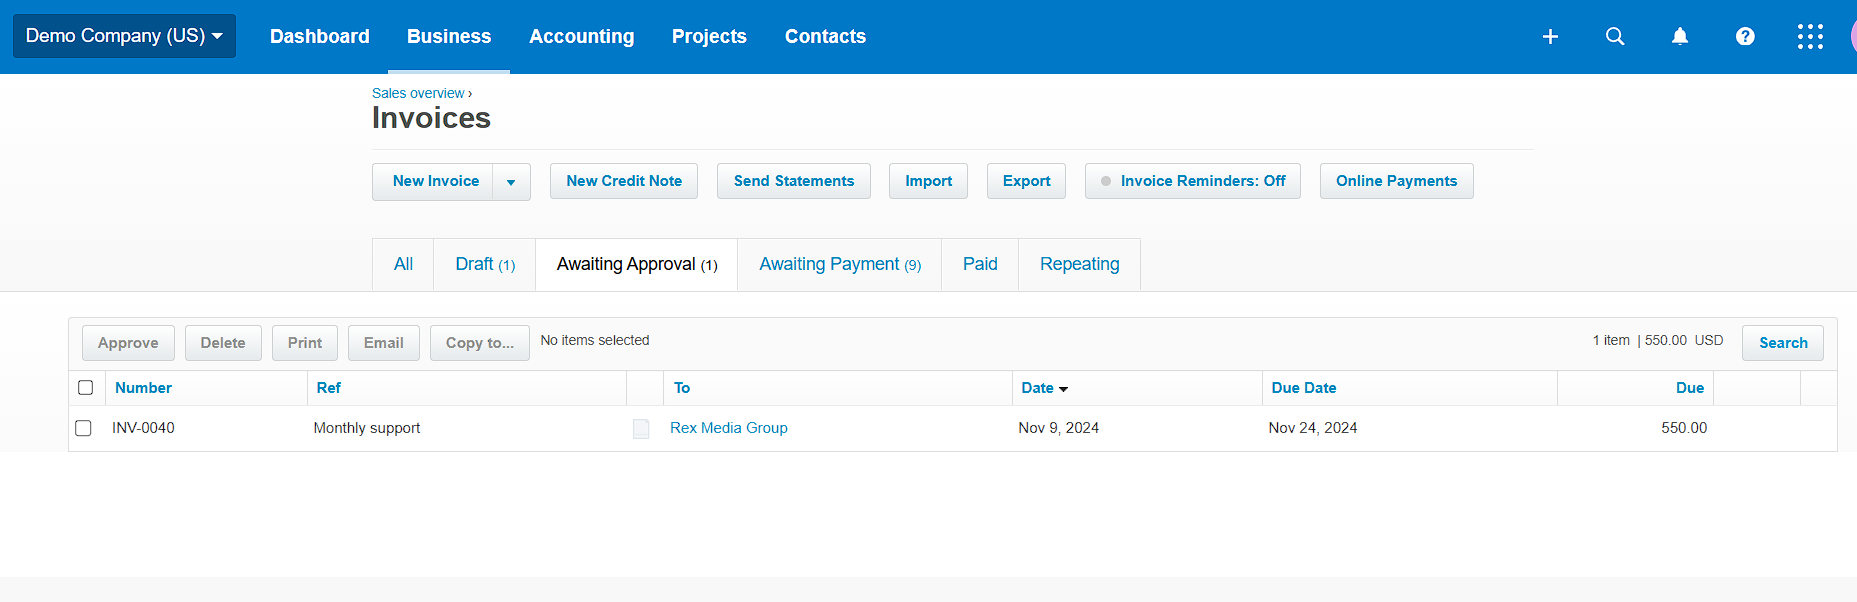 Demo Company (US) Dashboard Business Accounting Projects Contacts
Sales overview ›
Invoices
New Invoice New Credit Note Send Statements Import Export Invoice Reminders: Off Online Payments
All Draft (1) Awaiting Approval (1) Awaiting Payment (9) Paid Repeating
Approve Delete Print Email Copy to... No items selected 1 item | 550.00 USD Search
Number Ref To Date Due Date Due
INV-0040 Monthly support Rex Media Group Nov 9, 2024 Nov 24, 2024 550.00